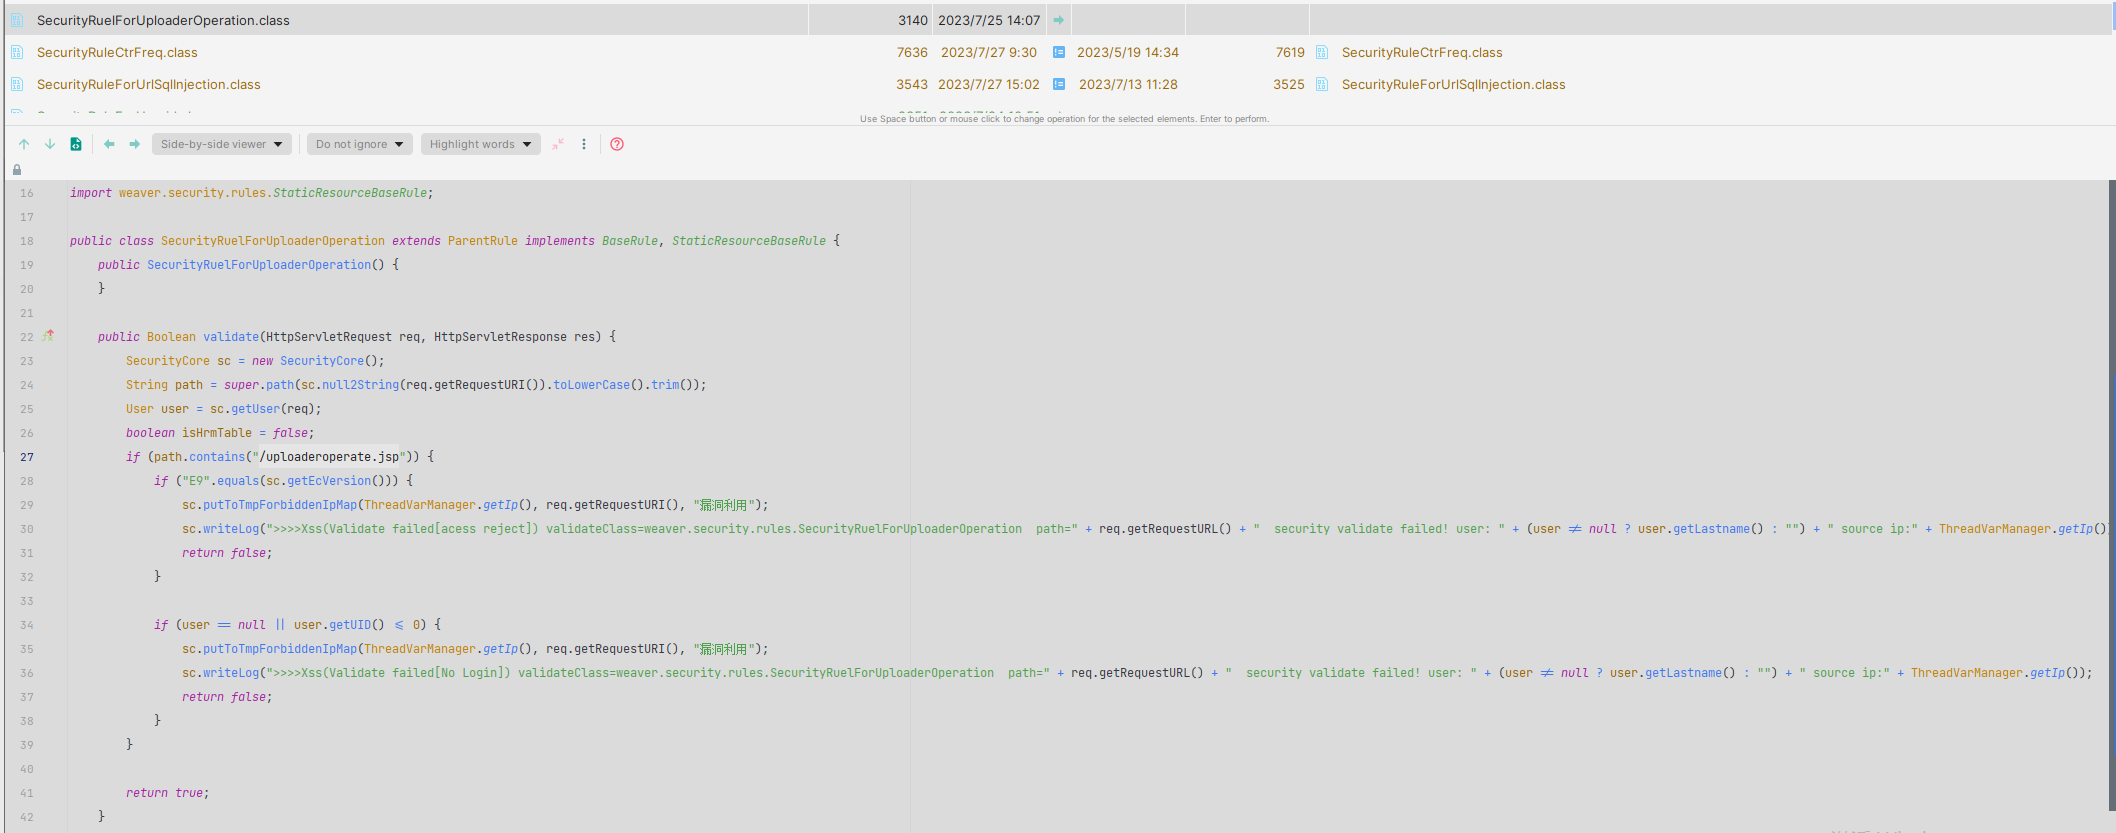 SecurityRuelForUploaderOperation.class 3140 2023/7/25 14:07
SecurityRuleCtrFreq.class 7636 2023/7/27 9:30 2023/5/19 14:34 7619 SecurityRuleCtrFreq.class
SecurityRuleForUrlSqlInjection.class 3543 2023/7/27 15:02 2023/7/13 11:28 3525 SecurityRuleForUrlSqlInjection.class
Use Space button or mouse click to change operation for the selected elements. Enter to perform.
Side-by-side viewer Do not ignore Highlight words
16 import weaver.security.rules.StaticResourceBaseRule;
17
18 public class SecurityRuelForUploaderOperation extends ParentRule implements BaseRule, StaticResourceBaseRule {
19 public SecurityRuelForUploaderOperation() {
20 }
21
22 public Boolean validate(HttpServletRequest req, HttpServletResponse res) {
23 SecurityCore sc = new SecurityCore();
24 String path = super.path(sc.null2String(req.getRequestURI()).toLowerCase().trim());
25 User user = sc.getUser(req);
26 boolean isHrmTable = false;
27 if (path.contains("/uploaderoperate.jsp")) {
28 if ("E9".equals(sc.getEcVersion())) {
29 sc.putToTmpForbiddenIpMap(ThreadVarManager.getIp(), req.getRequestURI(), "漏洞利用");
30 sc.writeLog(">>>>Xss(Validate failed[acess reject]) validateClass=weaver.security.rules.SecurityRuelForUploaderOperation  path=" + req.getRequestURL() + "  security validate failed! user: " + (user != null ? user.getLastname() : "") + " source ip:" + ThreadVarManager.getIp()
31 return false;
32 }
33
34 if (user == null || user.getUID() <= 0) {
35 sc.putToTmpForbiddenIpMap(ThreadVarManager.getIp(), req.getRequestURI(), "漏洞利用");
36 sc.writeLog(">>>>Xss(Validate failed[No Login]) validateClass=weaver.security.rules.SecurityRuelForUploaderOperation  path=" + req.getRequestURL() + "  security validate failed! user: " + (user != null ? user.getLastname() : "") + " source ip:" + ThreadVarManager.getIp());
37 return false;
38 }
39 }
40
41 return true;
42 }